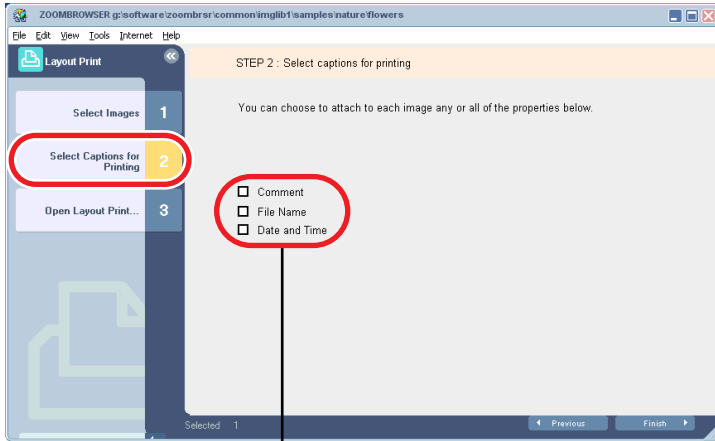 ZOOMBROWSER g:\software\zoombrsr\common\imglib1\samples\nature\flowers
File Edit View Tools Internet Help
Layout Print
STEP 2 : Select captions for printing
Select Images 1
You can choose to attach to each image any or all of the properties below.
Select Captions for
Printing 2
Comment
Open Layout Print... 3
File Name
Date and Time
Selected 1
Previous Finish